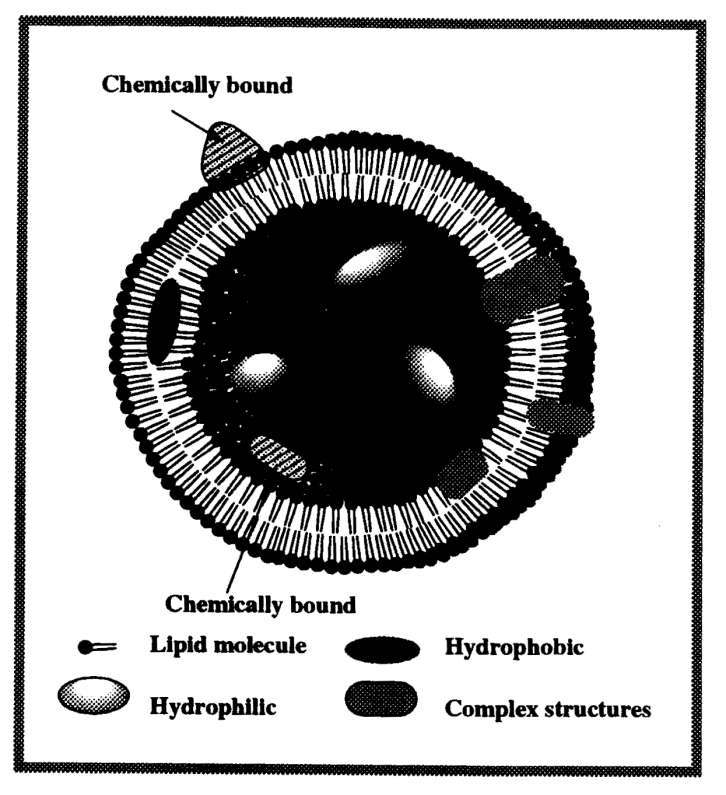 Chemically bound
Chemically bound
Lipid molecule
Hydrophobic
Hydrophilic
Complex structures